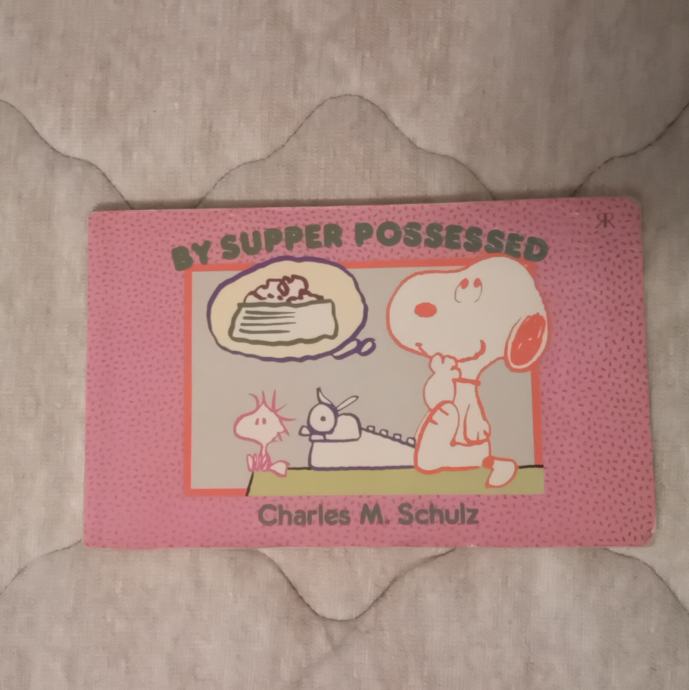 BY SUPPER POSSESSED
Charles M. Schulz